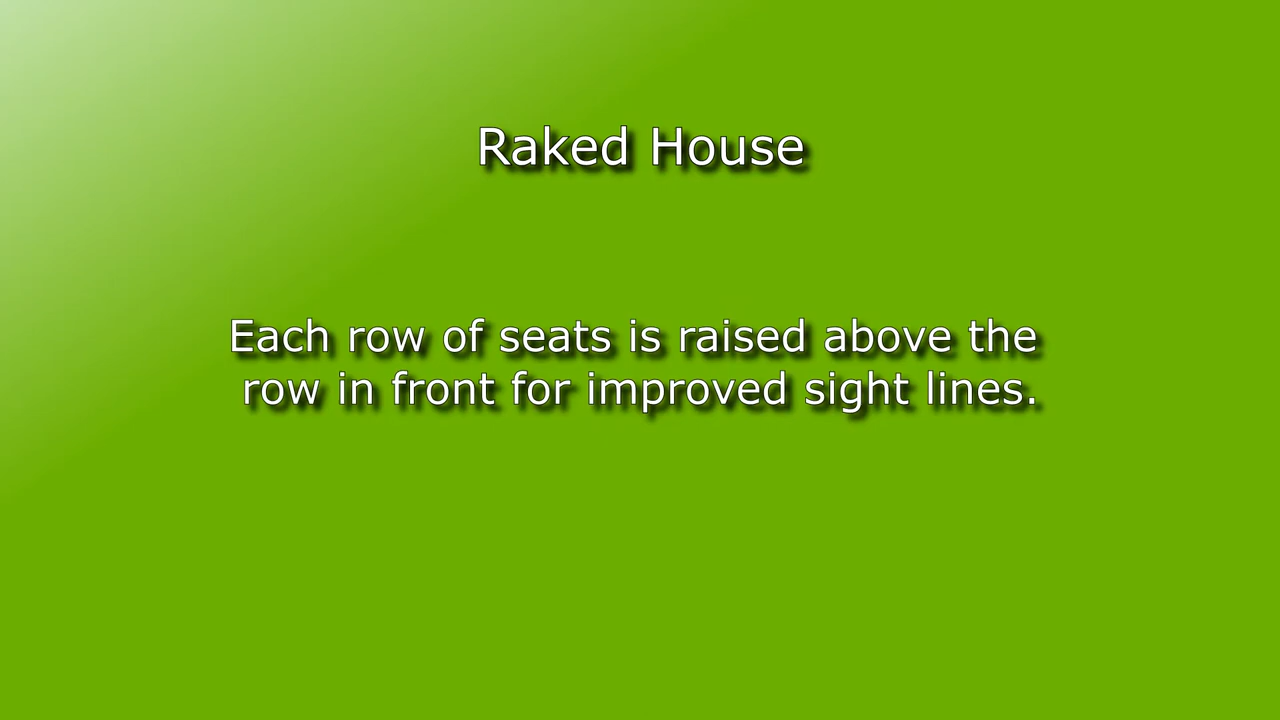 Raked House
Each row of seats is raised above the
row in front for improved sight lines.